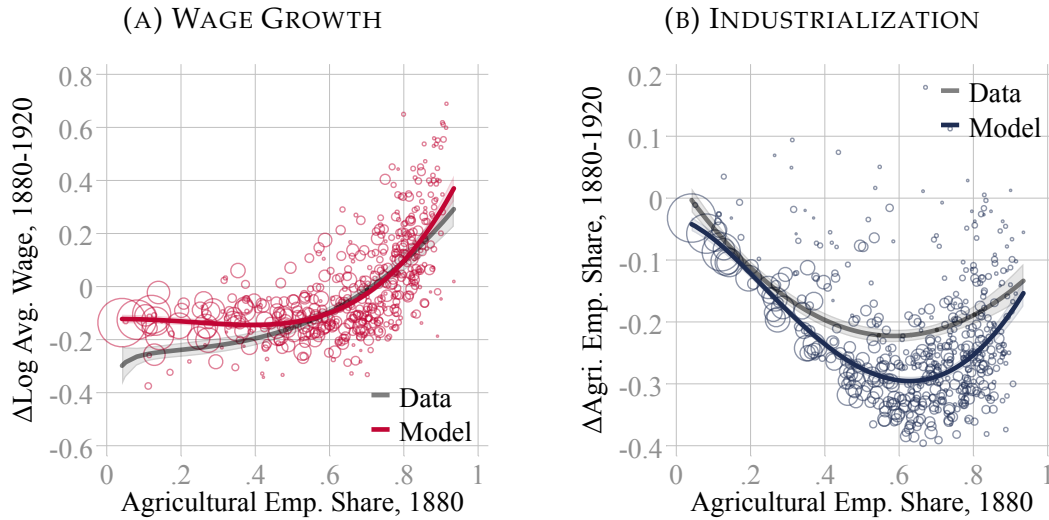 (A) WAGE GROWTH
ΔLog Avg. Wage, 1880-1920
0.8
0.6
0.4
0.2
0
-0.2
-0.4
-0.6
Data
Model
0 .2 .4 .6 .8 1
Agricultural Emp. Share, 1880
(B) INDUSTRIALIZATION
ΔAgri. Emp. Share, 1880-1920
0.2
0.1
0
-0.1
-0.2
-0.3
-0.4
Data
Model
0 .2 .4 .6 .8 1
Agricultural Emp. Share, 1880